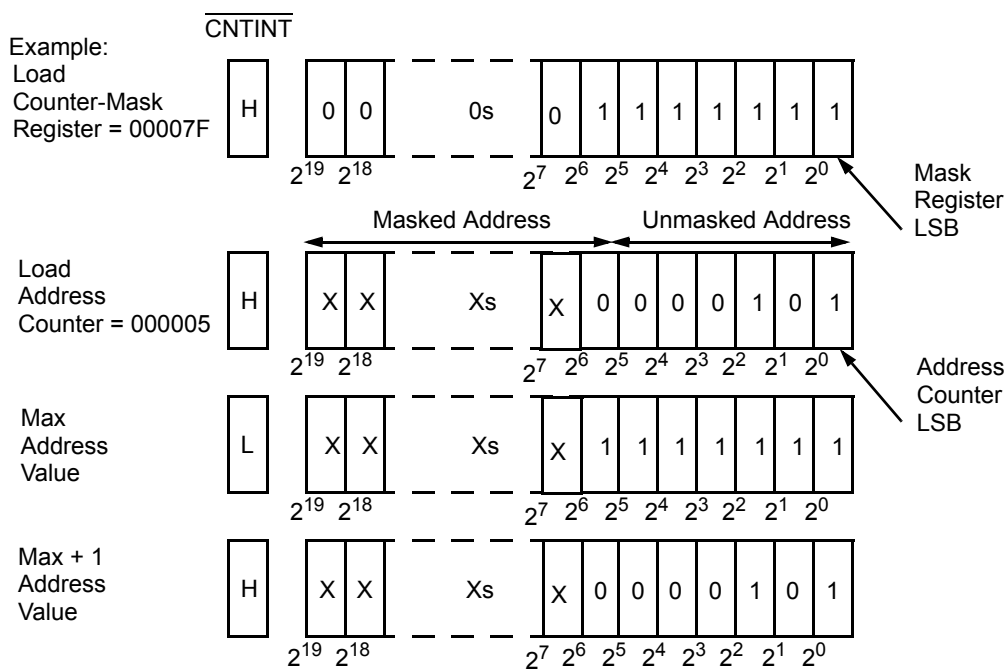 CNTINT
Example:
Load
Counter-Mask
Register = 00007F
H
0 0 0s 0 1 1 1 1 1 1 1
2^19 2^18 2^7 2^6 2^5 2^4 2^3 2^2 2^1 2^0
Mask
Register
LSB
Masked Address Unmasked Address
Load
Address
Counter = 000005
H
X X Xs X 0 0 0 0 1 0 1
2^19 2^18 2^7 2^6 2^5 2^4 2^3 2^2 2^1 2^0
Address
Counter
LSB
Max
Address
Value
L
X X Xs X 1 1 1 1 1 1 1
2^19 2^18 2^7 2^6 2^5 2^4 2^3 2^2 2^1 2^0
Max + 1
Address
Value
H
X X Xs X 0 0 0 0 1 0 1
2^19 2^18 2^7 2^6 2^5 2^4 2^3 2^2 2^1 2^0